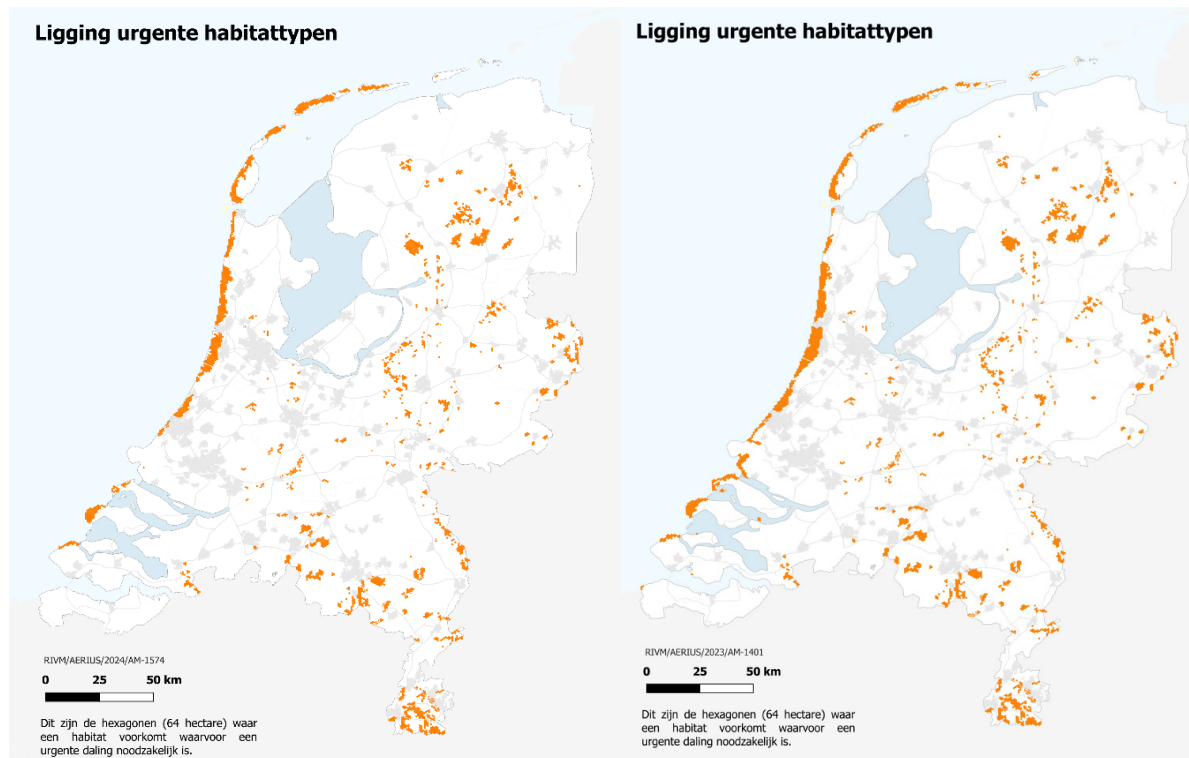 Ligging urgente habitattypen
RIVM/AERIUS/2024/AM-1574
0 25 50 km
Dit zijn de hexagonen (64 hectare) waar
een habitat voorkomt waarvoor een
urgente daling noodzakelijk is.
Ligging urgente habitattypen
RIVM/AERIUS/2023/AM-1401
0 25 50 km
Dit zijn de hexagonen (64 hectare) waar
een habitat voorkomt waarvoor een
urgente daling noodzakelijk is.